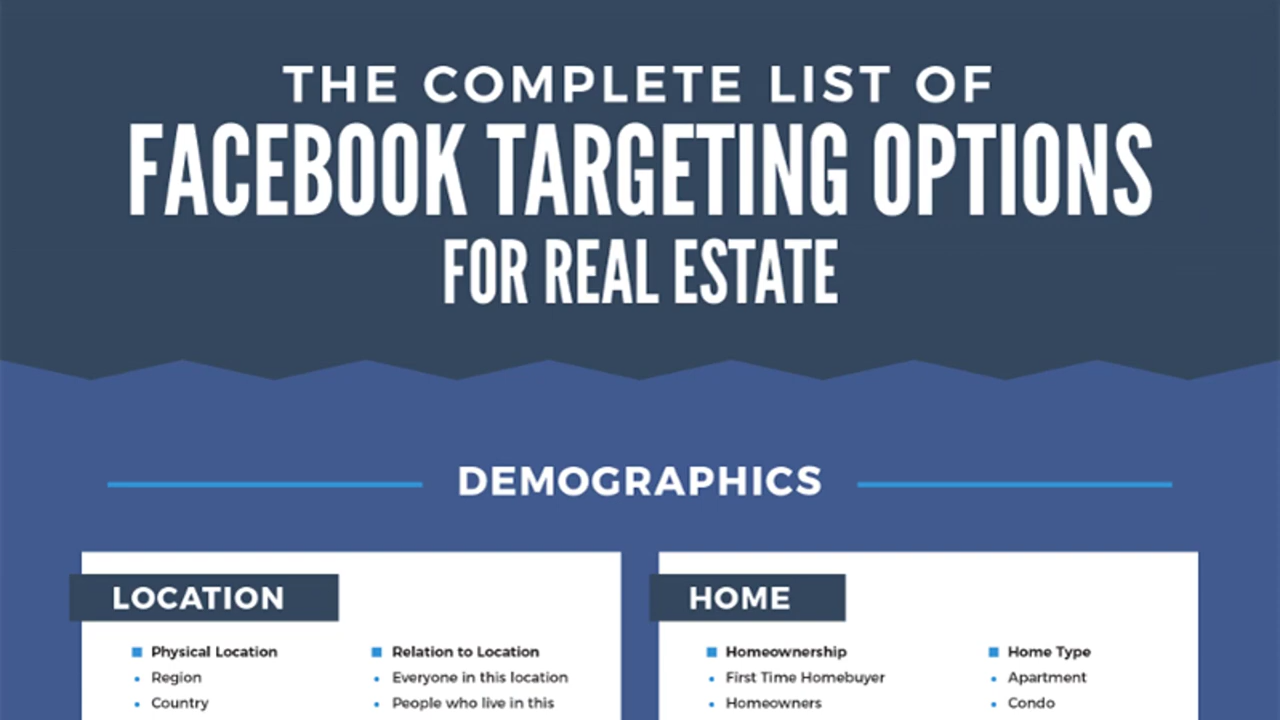 THE COMPLETE LIST OF
FACEBOOK TARGETING OPTIONS
FOR REAL ESTATE
DEMOGRAPHICS
LOCATION
Physical Location
Region
Country
Relation to Location
Everyone in this location
People who live in this
HOME
Homeownership
First Time Homebuyer
Homeowners
Home Type
Apartment
Condo